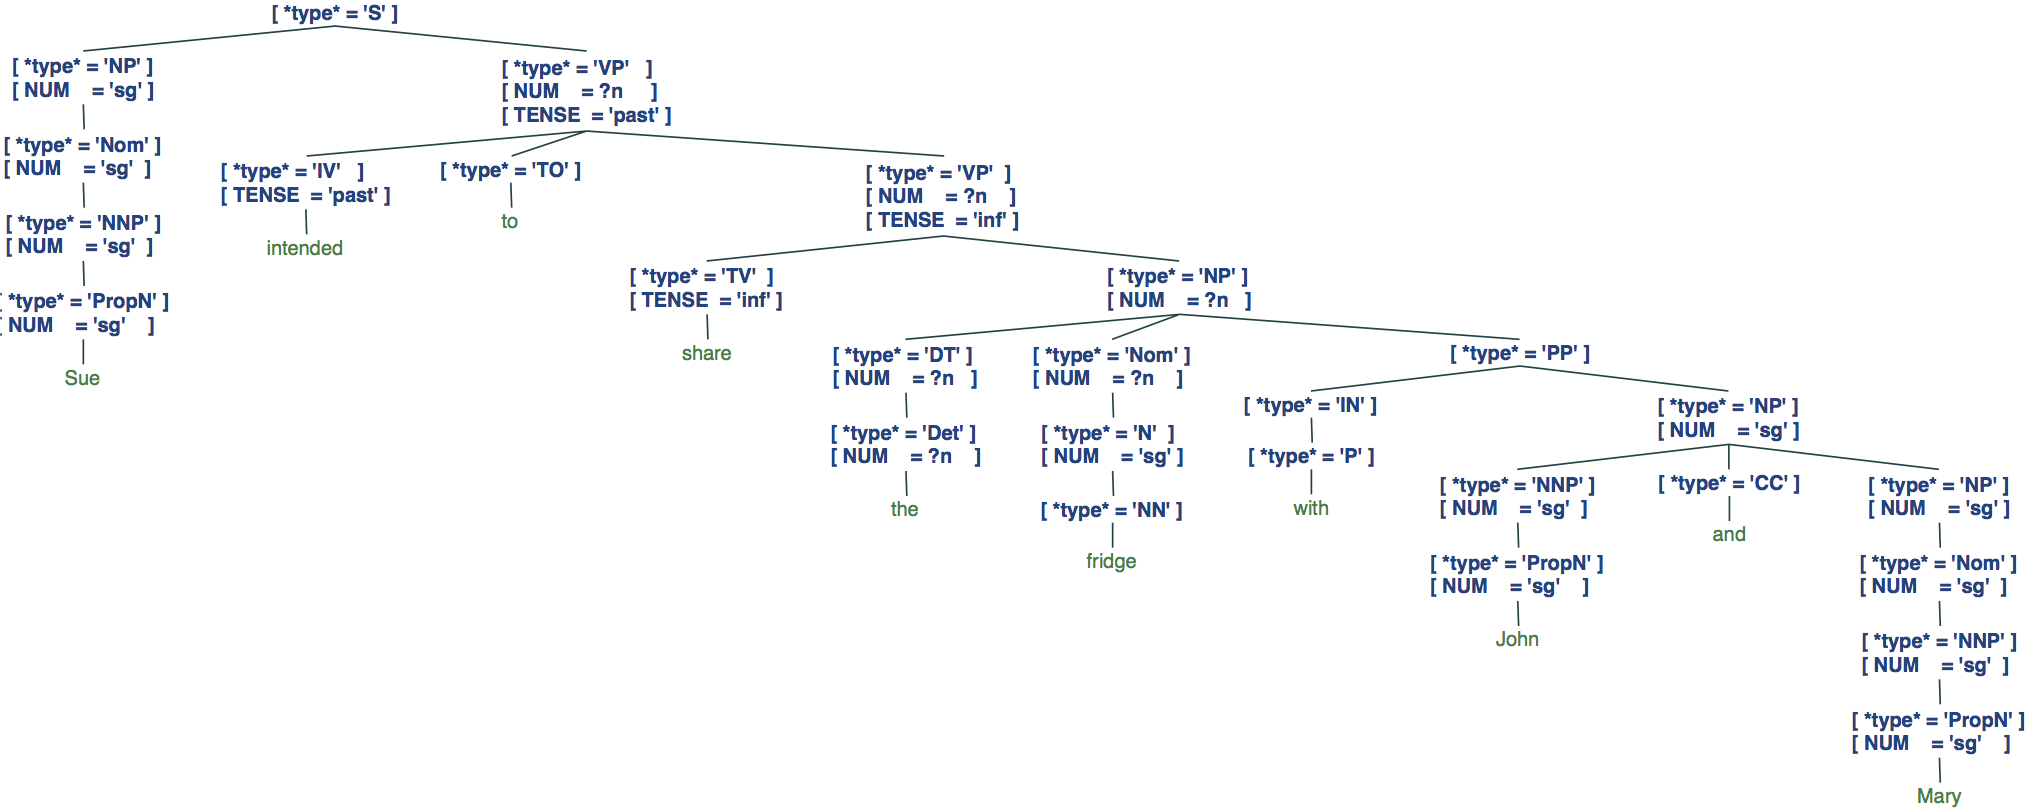 [ *type* = 'S' ]
[ *type* = 'NP' ]
[ NUM = 'sg' ]
[ *type* = 'VP' ]
[ NUM = ?n ]
[ TENSE = 'past' ]
[ *type* = 'Nom' ]
[ NUM = 'sg' ]
[ *type* = 'IV' ]
[ TENSE = 'past' ]
[ *type* = 'TO' ]
[ *type* = 'VP' ]
[ NUM = ?n ]
[ TENSE = 'inf' ]
[ *type* = 'NNP' ]
[ NUM = 'sg' ]
intended
to
[ *type* = 'TV' ]
[ TENSE = 'inf' ]
[ *type* = 'NP' ]
[ NUM = ?n ]
[ *type* = 'PropN' ]
[ NUM = 'sg' ]
Sue
share
[ *type* = 'DT' ]
[ NUM = ?n ]
[ *type* = 'Nom' ]
[ NUM = ?n ]
[ *type* = 'PP' ]
[ *type* = 'Det' ]
[ NUM = ?n ]
[ *type* = 'N' ]
[ NUM = 'sg' ]
[ *type* = 'IN' ]
[ *type* = 'P' ]
[ *type* = 'NP' ]
[ NUM = 'sg' ]
the
[ *type* = 'NN' ]
fridge
with
[ *type* = 'NNP' ]
[ NUM = 'sg' ]
[ *type* = 'CC' ]
and
[ *type* = 'NP' ]
[ NUM = 'sg' ]
[ *type* = 'PropN' ]
[ NUM = 'sg' ]
John
[ *type* = 'Nom' ]
[ NUM = 'sg' ]
[ *type* = 'NNP' ]
[ NUM = 'sg' ]
[ *type* = 'PropN' ]
[ NUM = 'sg' ]
Mary